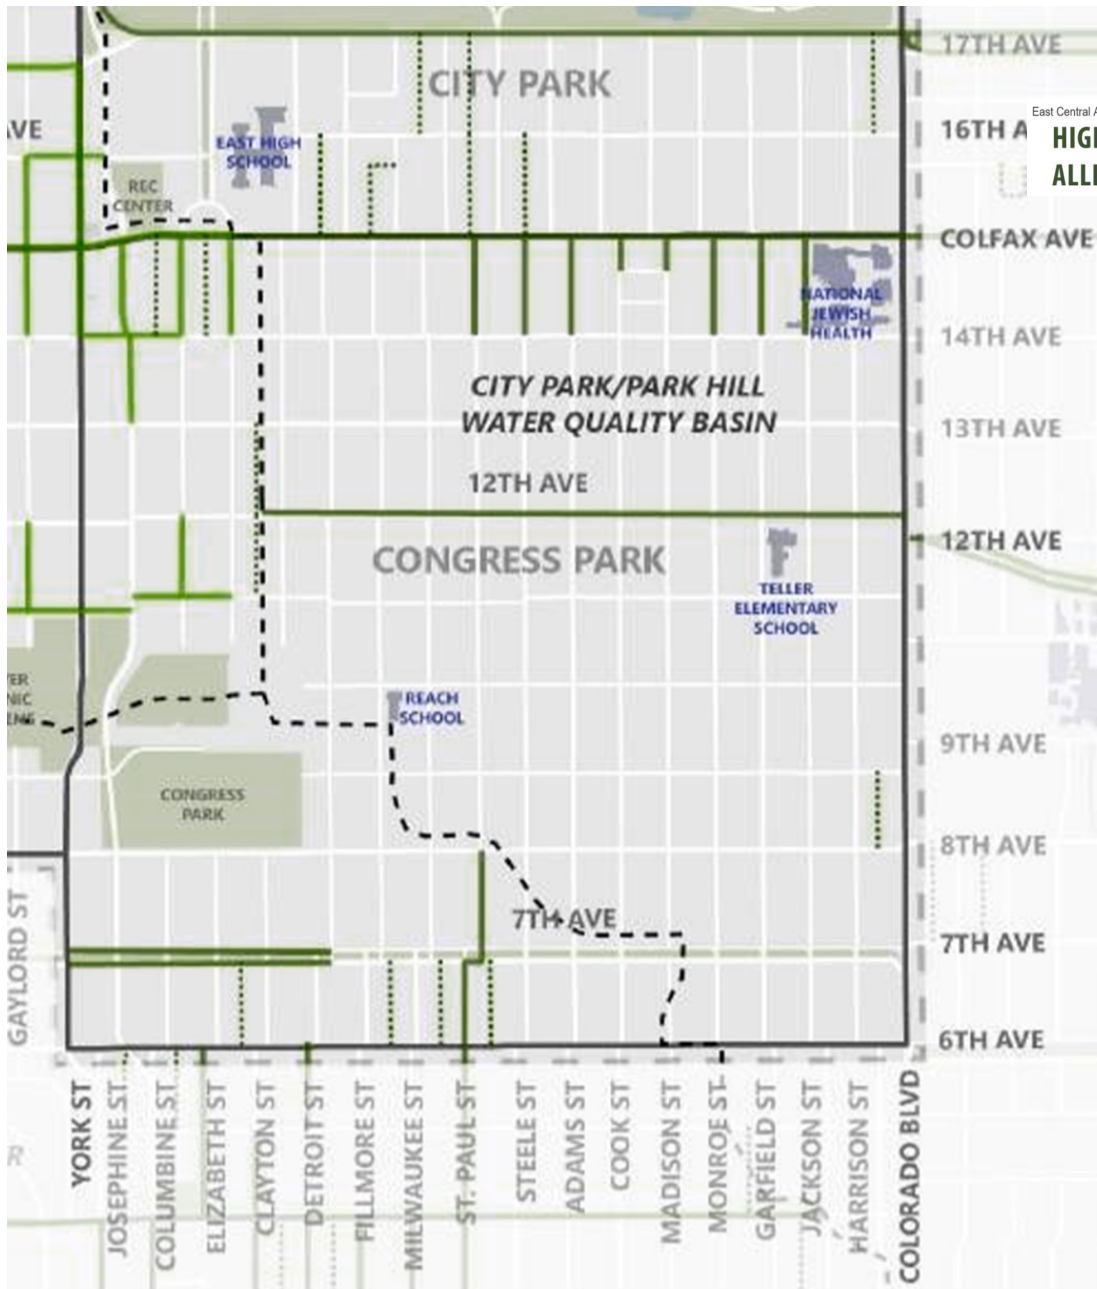 17TH AVE
CITY PARK
East Central
16TH A
AVE
EAST HIGH
SCHOOL
REC
CENTER
COLFAX AVE
NATIONAL
JEWISH
HEALTH
14TH AVE
CITY PARK/PARK HILL
WATER QUALITY BASIN
13TH AVE
12TH AVE
12TH AVE
CONGRESS PARK
TELLER
ELEMENTARY
SCHOOL
REACH
SCHOOL
9TH AVE
CONGRESS
PARK
8TH AVE
7TH AVE
7TH AVE
GAYLORD ST
6TH AVE
YORK ST
JOSEPHINE ST
COLUMBINE ST
ELIZABETH ST
CLAYTON ST
DETROIT ST
FILLMORE ST
MILWAUKEE ST
ST. PAUL ST
STEELE ST
ADAMS ST
COOK ST
MADISON ST
MONROE ST
GARFIELD ST
JACKSON ST
HARRISON ST
COLORADO BLVD